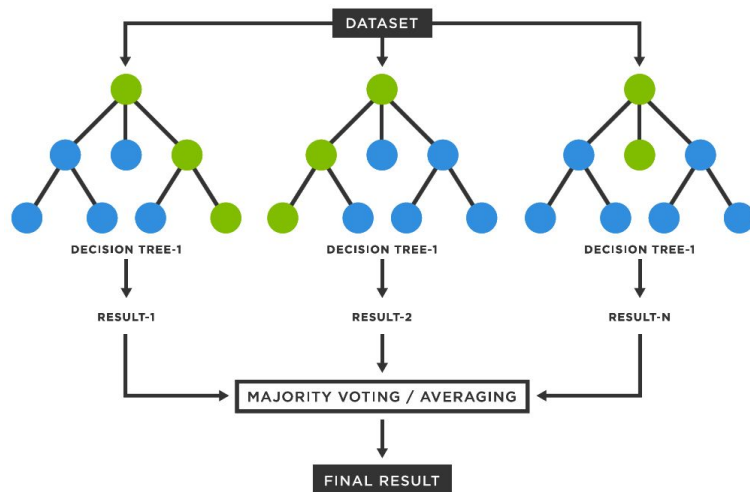 DATASET
DECISION TREE-1
DECISION TREE-1
DECISION TREE-1
RESULT-1
RESULT-2
RESULT-N
MAJORITY VOTING / AVERAGING
FINAL RESULT